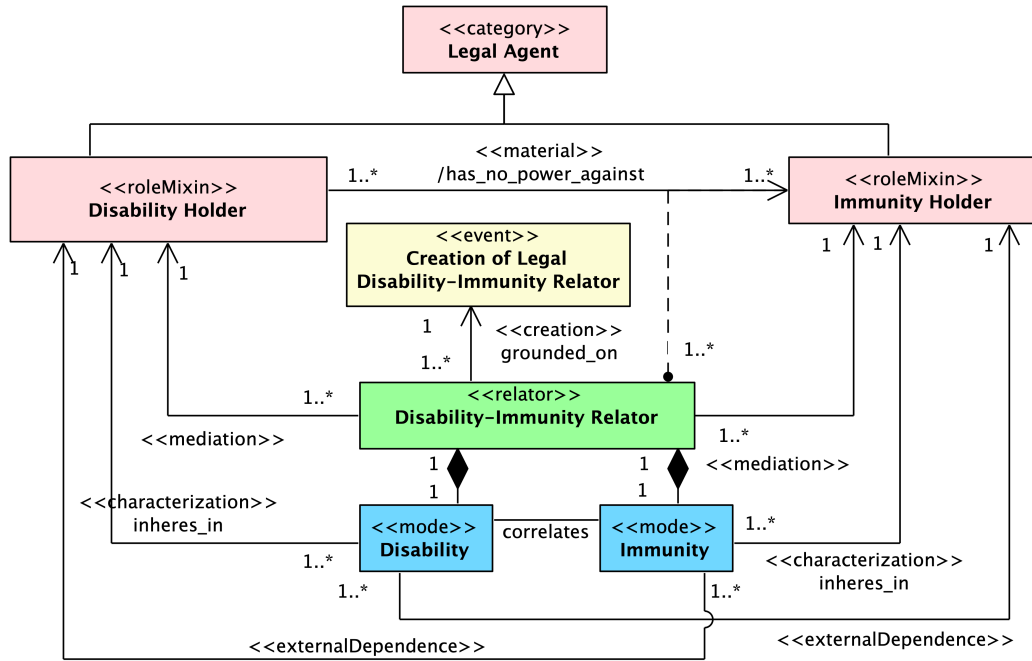 <<category>>
Legal Agent
<<material>>
/has_no_power_against
1..*
1..*
<<roleMixin>>
Disability Holder
<<roleMixin>>
Immunity Holder
<<event>>
Creation of Legal
Disability-Immunity Relator
1
1
1
1
1
1
1
<<creation>>
grounded_on
1..*
1..*
<<relator>>
Disability-Immunity Relator
1..*
<<mediation>>
1..*
<<mediation>>
1
1
1
1
<<characterization>>
inheres_in
<<mode>>
Disability
correlates
<<mode>>
Immunity
1..*
<<characterization>>
inheres_in
1..*
1..*
1..*
<<externalDependence>>
<<externalDependence>>